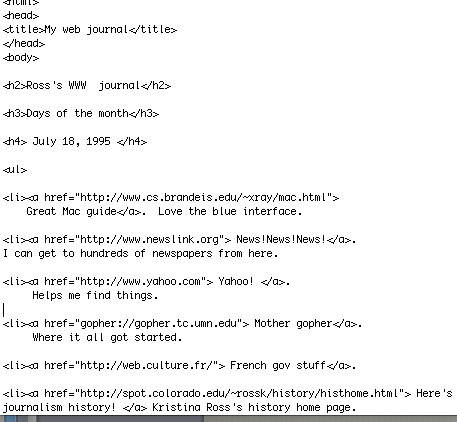 <html>
<head>
<title>My web journal</title>
</head>
<body>
<h2>Ross's WWW  journal</h2>
<h3>Days of the month</h3>
<h4> July 18, 1995 </h4>
<ul>
<li><a href="http://www.cs.brandeis.edu/~xray/mac.html">
Great Mac guide</a>.  Love the blue interface.
<li><a href="http://www.newslink.org"> News!News!News!</a>.
I can get to hundreds of newspapers from here.
<li><a href="http://www.yahoo.com"> Yahoo! </a>.
Helps me find things.
<li><a href="gopher://gopher.tc.umn.edu"> Mother gopher</a>.
Where it all got started.
<li><a href="http://web.culture.fr/"> French gov stuff</a>.
<li><a href="http://spot.colorado.edu/~rossk/history/histhome.html"> Here's
journalism history! </a> Kristina Ross's history home page.